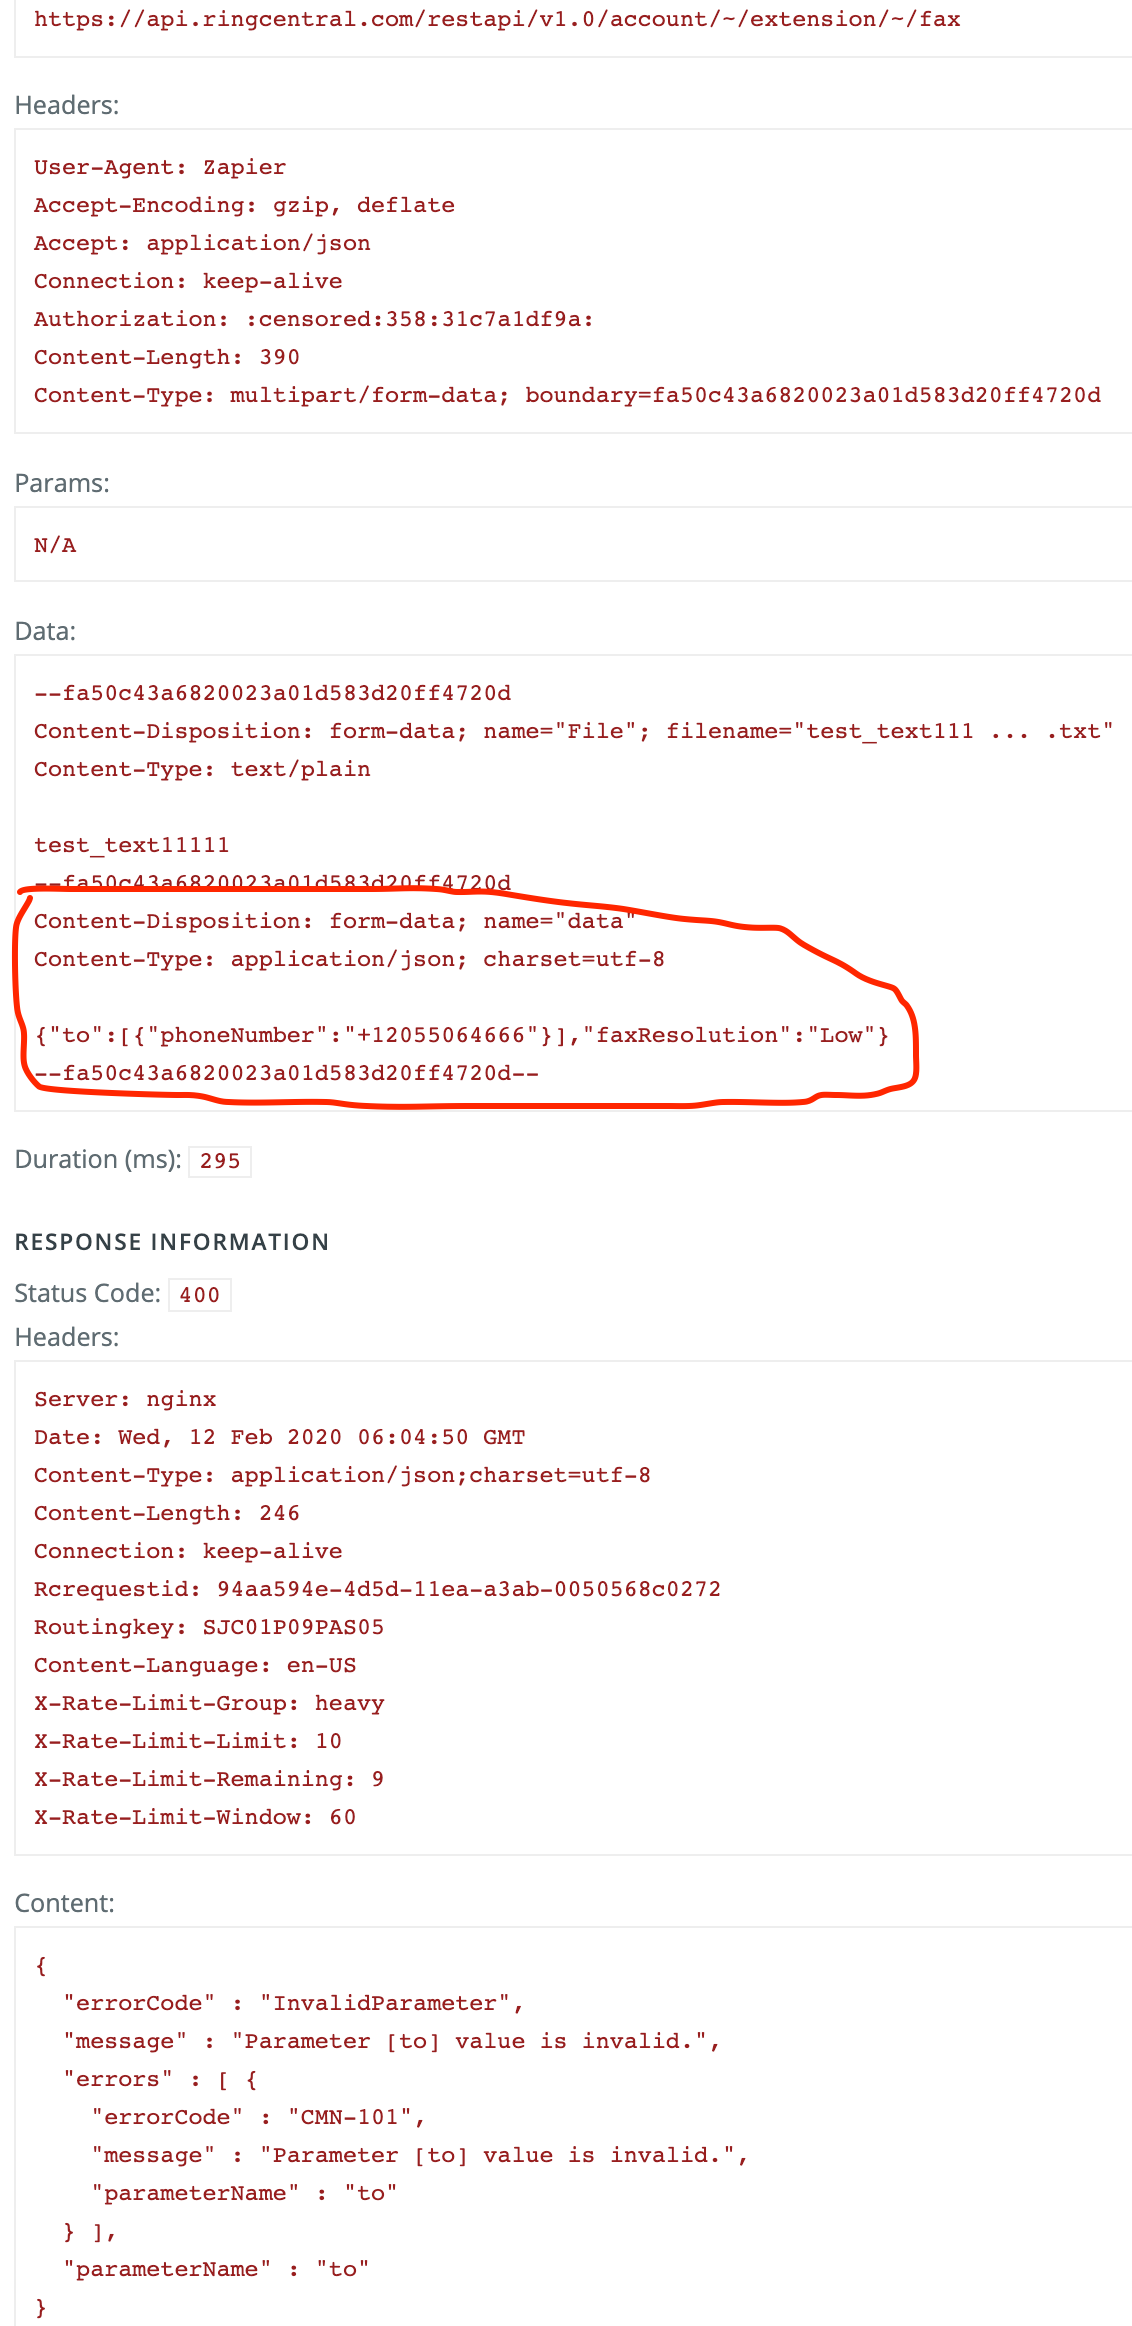 https://api.ringcentral.com/restapi/v1.0/account/~/extension/~/fax
Headers:
User-Agent: Zapier
Accept-Encoding: gzip, deflate
Accept: application/json
Connection: keep-alive
Authorization: :censored:358:31c7a1df9a:
Content-Length: 390
Content-Type: multipart/form-data; boundary=fa50c43a6820023a01d583d20ff4720d
Params:
N/A
Data:
--fa50c43a6820023a01d583d20ff4720d
Content-Disposition: form-data; name="File"; filename="test_text111 ... .txt"
Content-Type: text/plain
test_text11111
--fa50c43a6820023a01d583d20ff4720d
Content-Disposition: form-data; name="data"
Content-Type: application/json; charset=utf-8
{"to":[{"phoneNumber":"+12055064666"}],"faxResolution":"Low"}
--fa50c43a6820023a01d583d20ff4720d--
Duration (ms): 295
RESPONSE INFORMATION
Status Code: 400
Headers:
Server: nginx
Date: Wed, 12 Feb 2020 06:04:50 GMT
Content-Type: application/json;charset=utf-8
Content-Length: 246
Connection: keep-alive
Rcrequestid: 94aa594e-4d5d-11ea-a3ab-0050568c0272
Routingkey: SJC01P09PAS05
Content-Language: en-US
X-Rate-Limit-Group: heavy
X-Rate-Limit-Limit: 10
X-Rate-Limit-Remaining: 9
X-Rate-Limit-Window: 60
Content:
{
"errorCode" : "InvalidParameter",
"message" : "Parameter [to] value is invalid.",
"errors" : [ {
"errorCode" : "CMN-101",
"message" : "Parameter [to] value is invalid.",
"parameterName" : "to"
} ],
"parameterName" : "to"
}